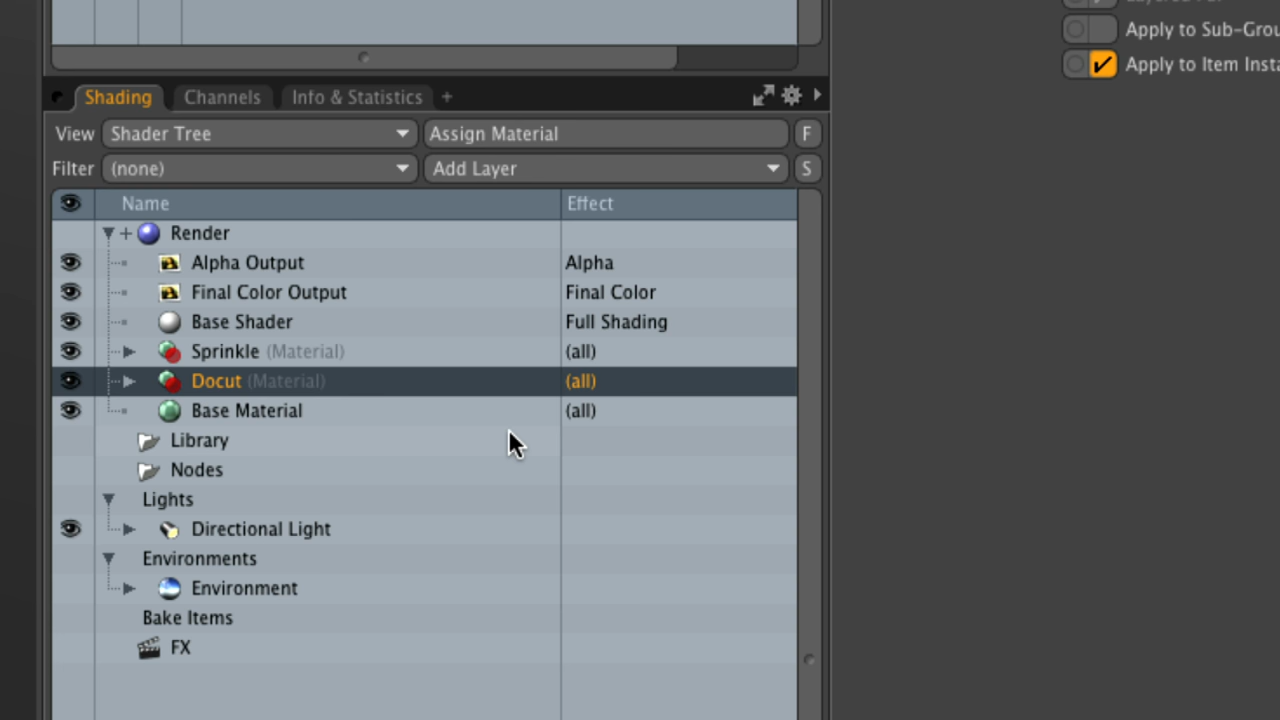 Apply to Sub-Grou
Apply to Item Insta
Shading Channels Info & Statistics +
View Shader Tree Assign Material F
Filter (none) Add Layer S
Name Effect
Render
Alpha Output Alpha
Final Color Output Final Color
Base Shader Full Shading
Sprinkle (Material) (all)
Docut (Material) (all)
Base Material (all)
Library
Nodes
Lights
Directional Light
Environments
Environment
Bake Items
FX